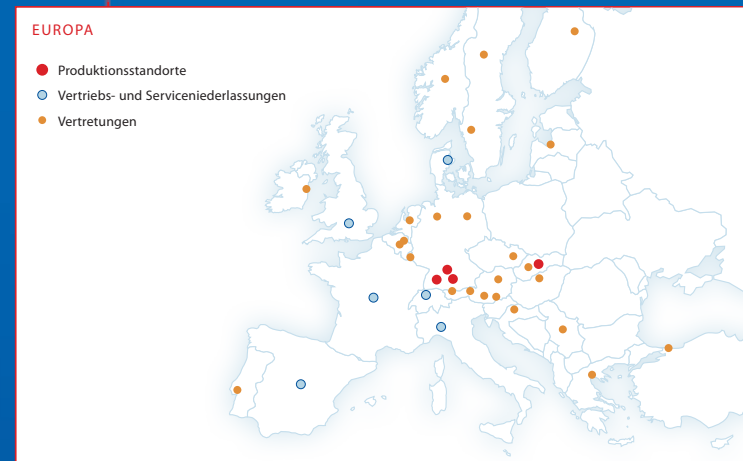 EUROPA
Produktionsstandorte
Vertriebs- und Serviceniederlassungen
Vertretungen